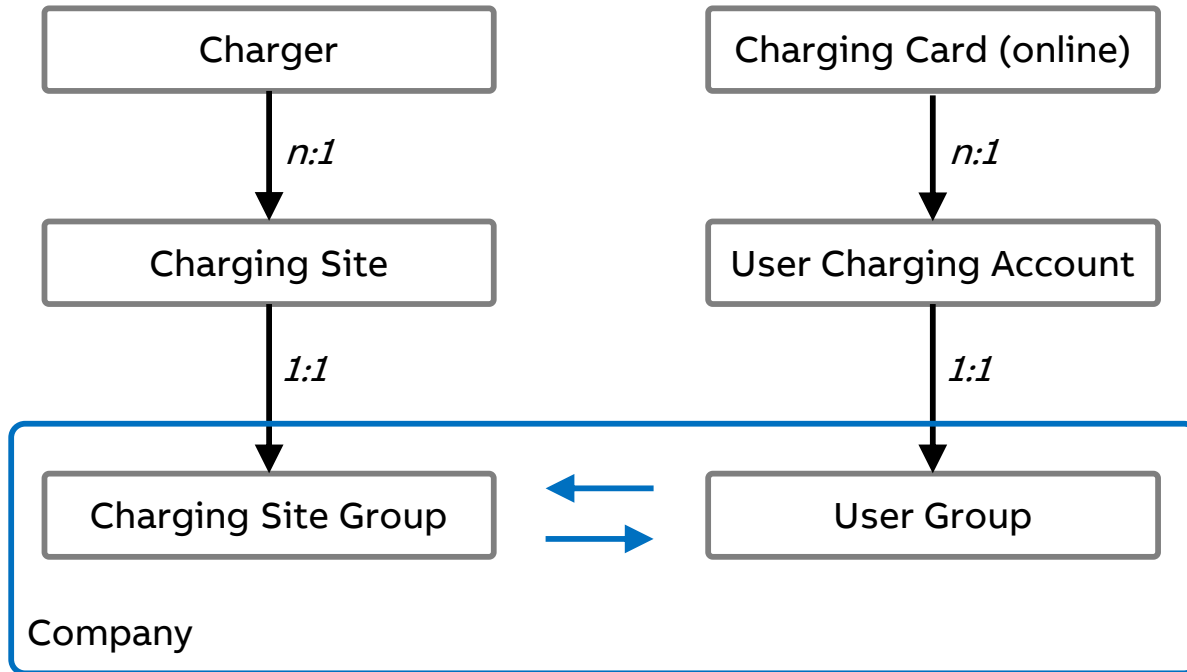 Charger
Charging Card (online)
n:1
n:1
Charging Site
User Charging Account
1:1
1:1
Charging Site Group
User Group
Company